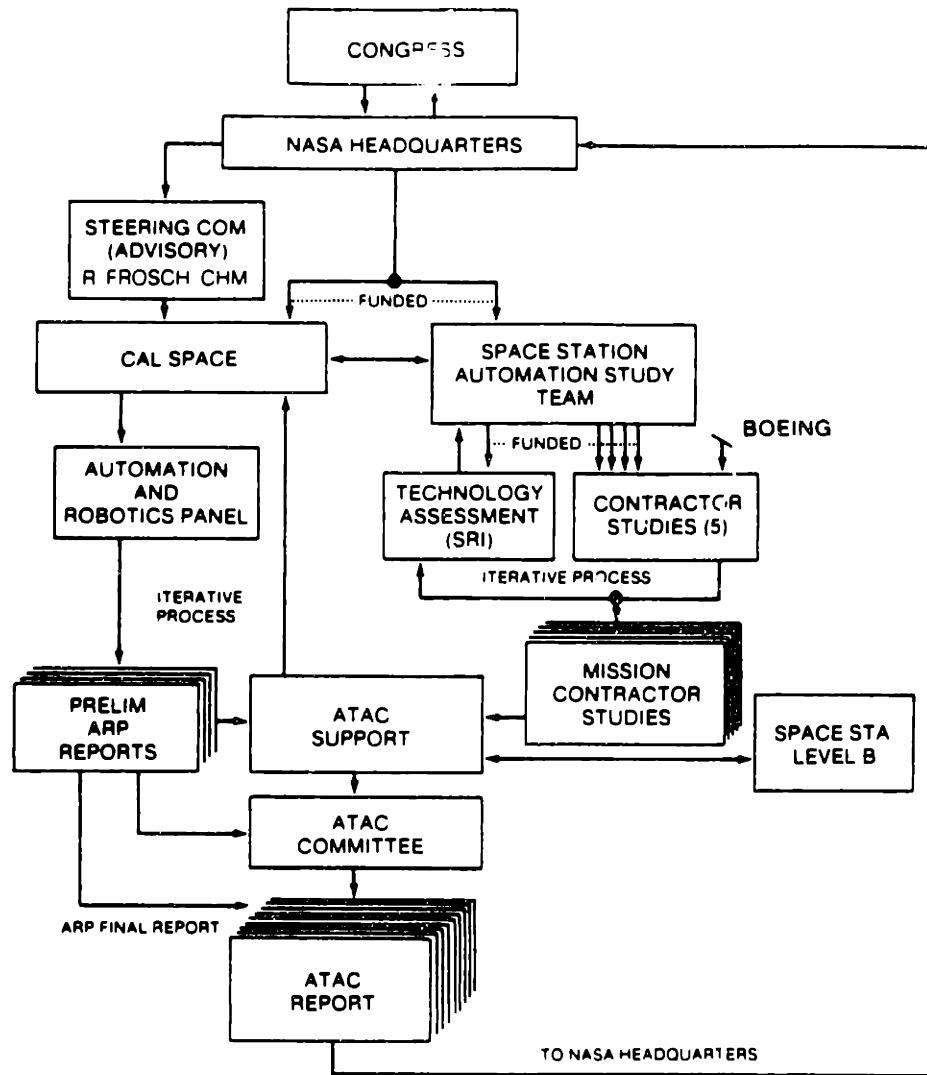 CONGRESS
NASA HEADQUARTERS
STEERING COM
(ADVISORY)
R FROSCH CHM
FUNDED
CAL SPACE
SPACE STATION
AUTOMATION STUDY
TEAM
FUNDED
BOEING
AUTOMATION
AND
ROBOTICS PANEL
TECHNOLOGY
ASSESSMENT
(SRI)
CONTRACTOR
STUDIES (5)
ITERATIVE PROCESS
ITERATIVE
PROCESS
PRELIM
ARP
REPORTS
ATAC
SUPPORT
MISSION
CONTRACTOR
STUDIES
SPACE STA
LEVEL B
ATAC
COMMITTEE
ARP FINAL REPORT
ATAC
REPORT
TO NASA HEADQUARTERS